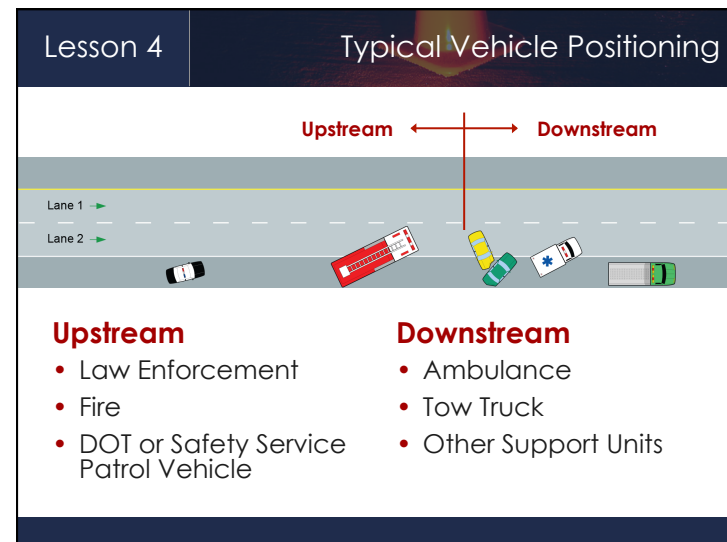 Lesson 4
Typical Vehicle Positioning
Upstream
Downstream
Lane 1
Lane 2
Upstream
• Law Enforcement
• Fire
• DOT or Safety Service
Patrol Vehicle
Downstream
• Ambulance
• Tow Truck
• Other Support Units